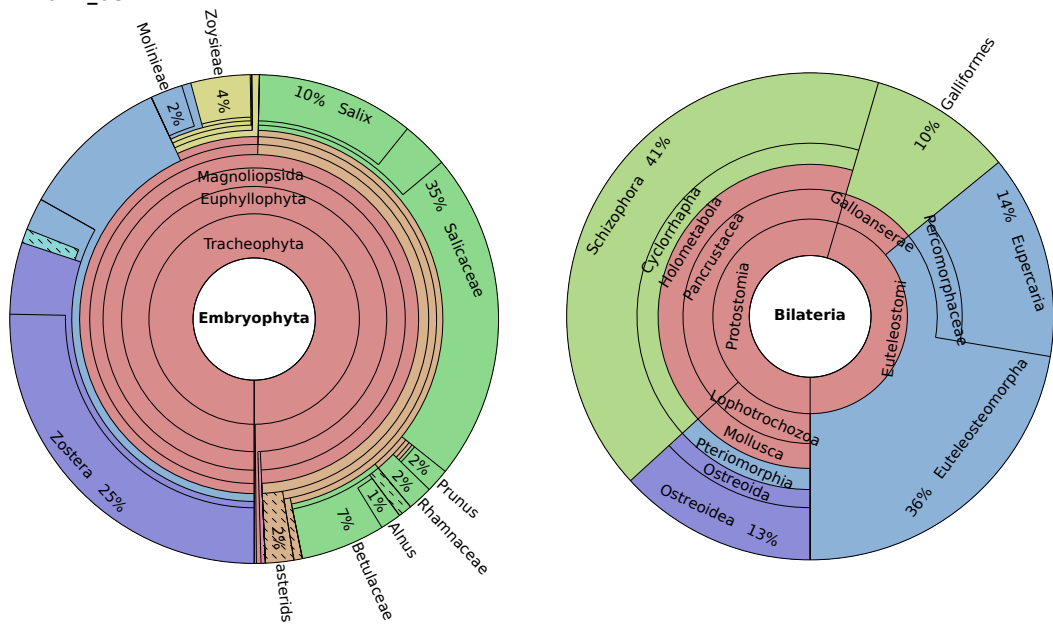 Molinieae
2%
Zoysieae
4%
10% Salix
35% Salicaceae
Magnoliopsida
Euphyllophyta
Tracheophyta
Embryophyta
Zostera 25%
2%
asterids
7%
Betulaceae
1%
Alnus
2%
Rhamnaceae
2%
Prunus
Schizophora 41%
Cyclorrhapha
Holometabola
Pancrustacea
Protostomia
Bilateria
10%
Galliformes
Galloanserae
14% Eupercaria
Percomorphaceae
Euteleostomi
36% Euteleosteomorpha
Lophotrochozoa
Mollusca
Pteriomorphia
Ostreoida
Ostreoidea 13%